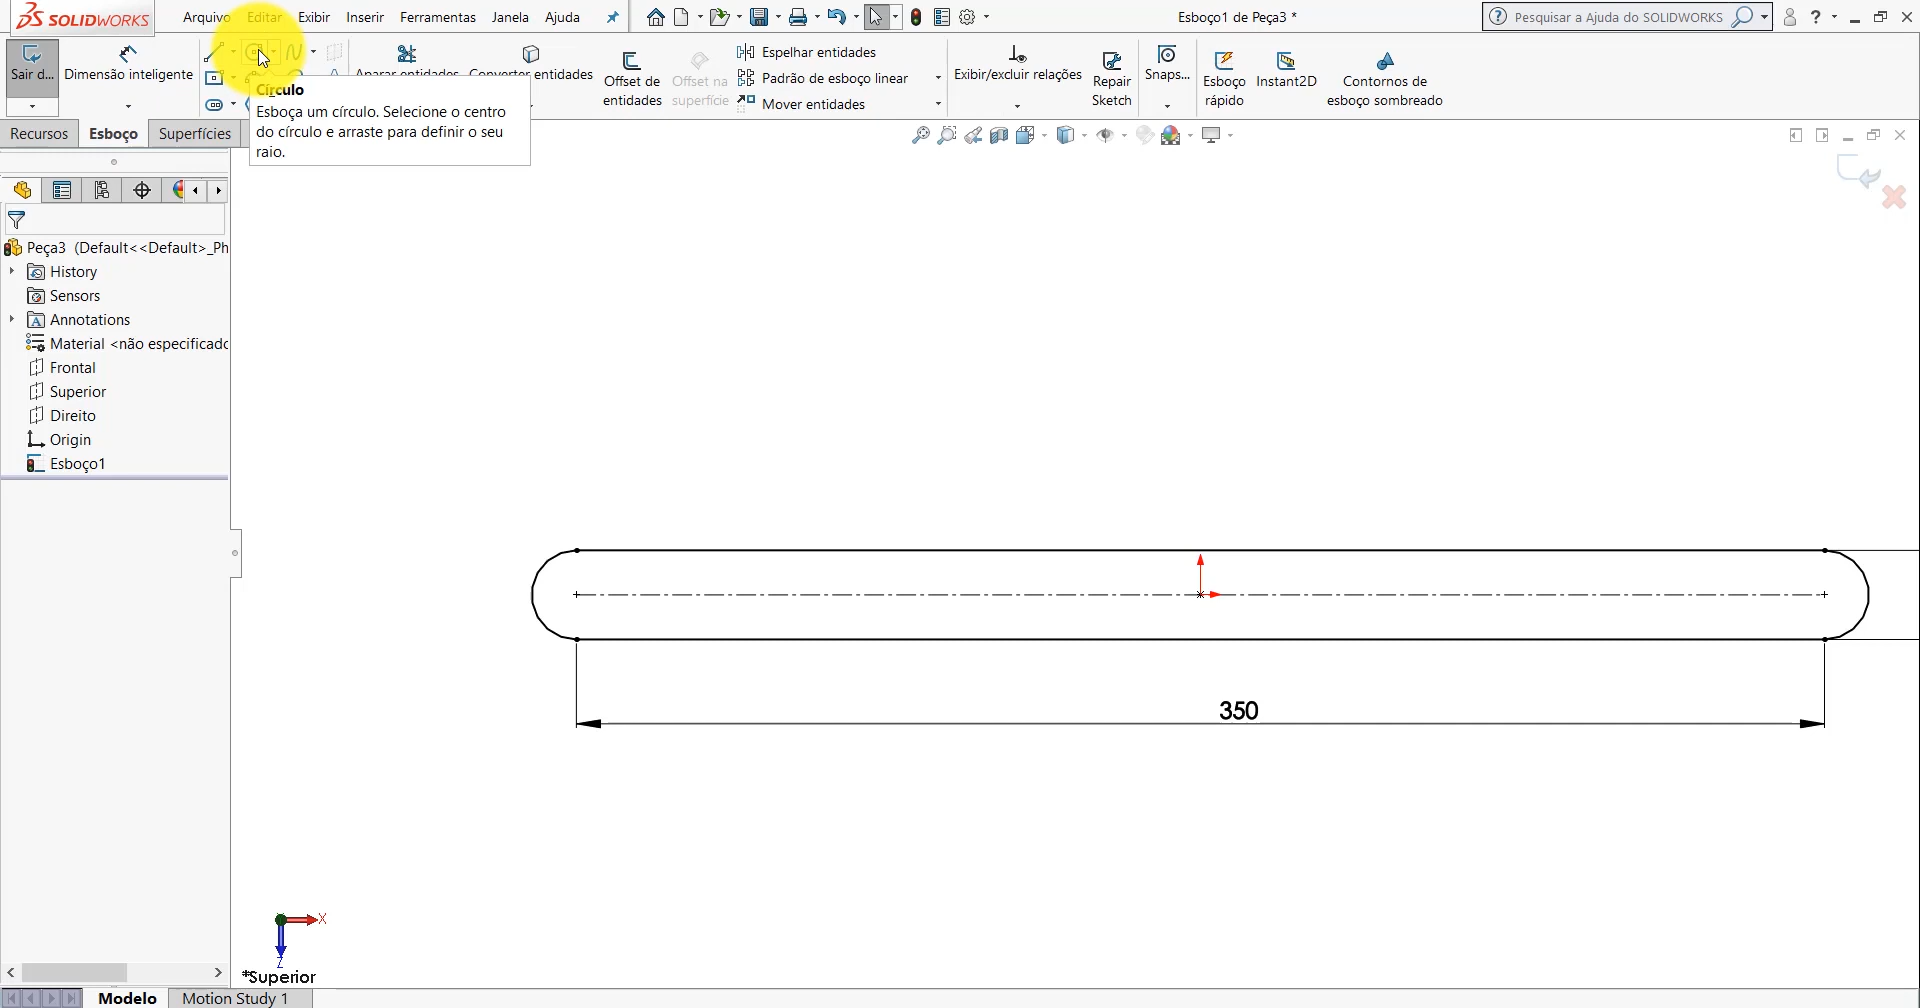 SOLIDWORKS
Arquivo Editar Exibir Inserir Ferramentas Janela Ajuda
Esboço1 de Peça3 *
Pesquisar a Ajuda do SOLIDWORKS
Sair d...
Dimensão inteligente
Aparar entidades
Converter entidades
Offset de
entidades
Offset na
superfície
Espelhar entidades
Padrão de esboço linear
Mover entidades
Exibir/excluir relações
Repair
Sketch
Snaps...
Esboço
rápido
Instant2D
Contornos de
esboço sombreado
Círculo
Esboça um círculo. Selecione o centro
do círculo e arraste para definir o seu
raio.
Recursos Esboço Superfícies
Peça3 (Default<<Default>_Ph
History
Sensors
Annotations
Material <não especificado
Frontal
Superior
Direito
Origin
Esboço1
350
X
Z
*Superior
Modelo Motion Study 1